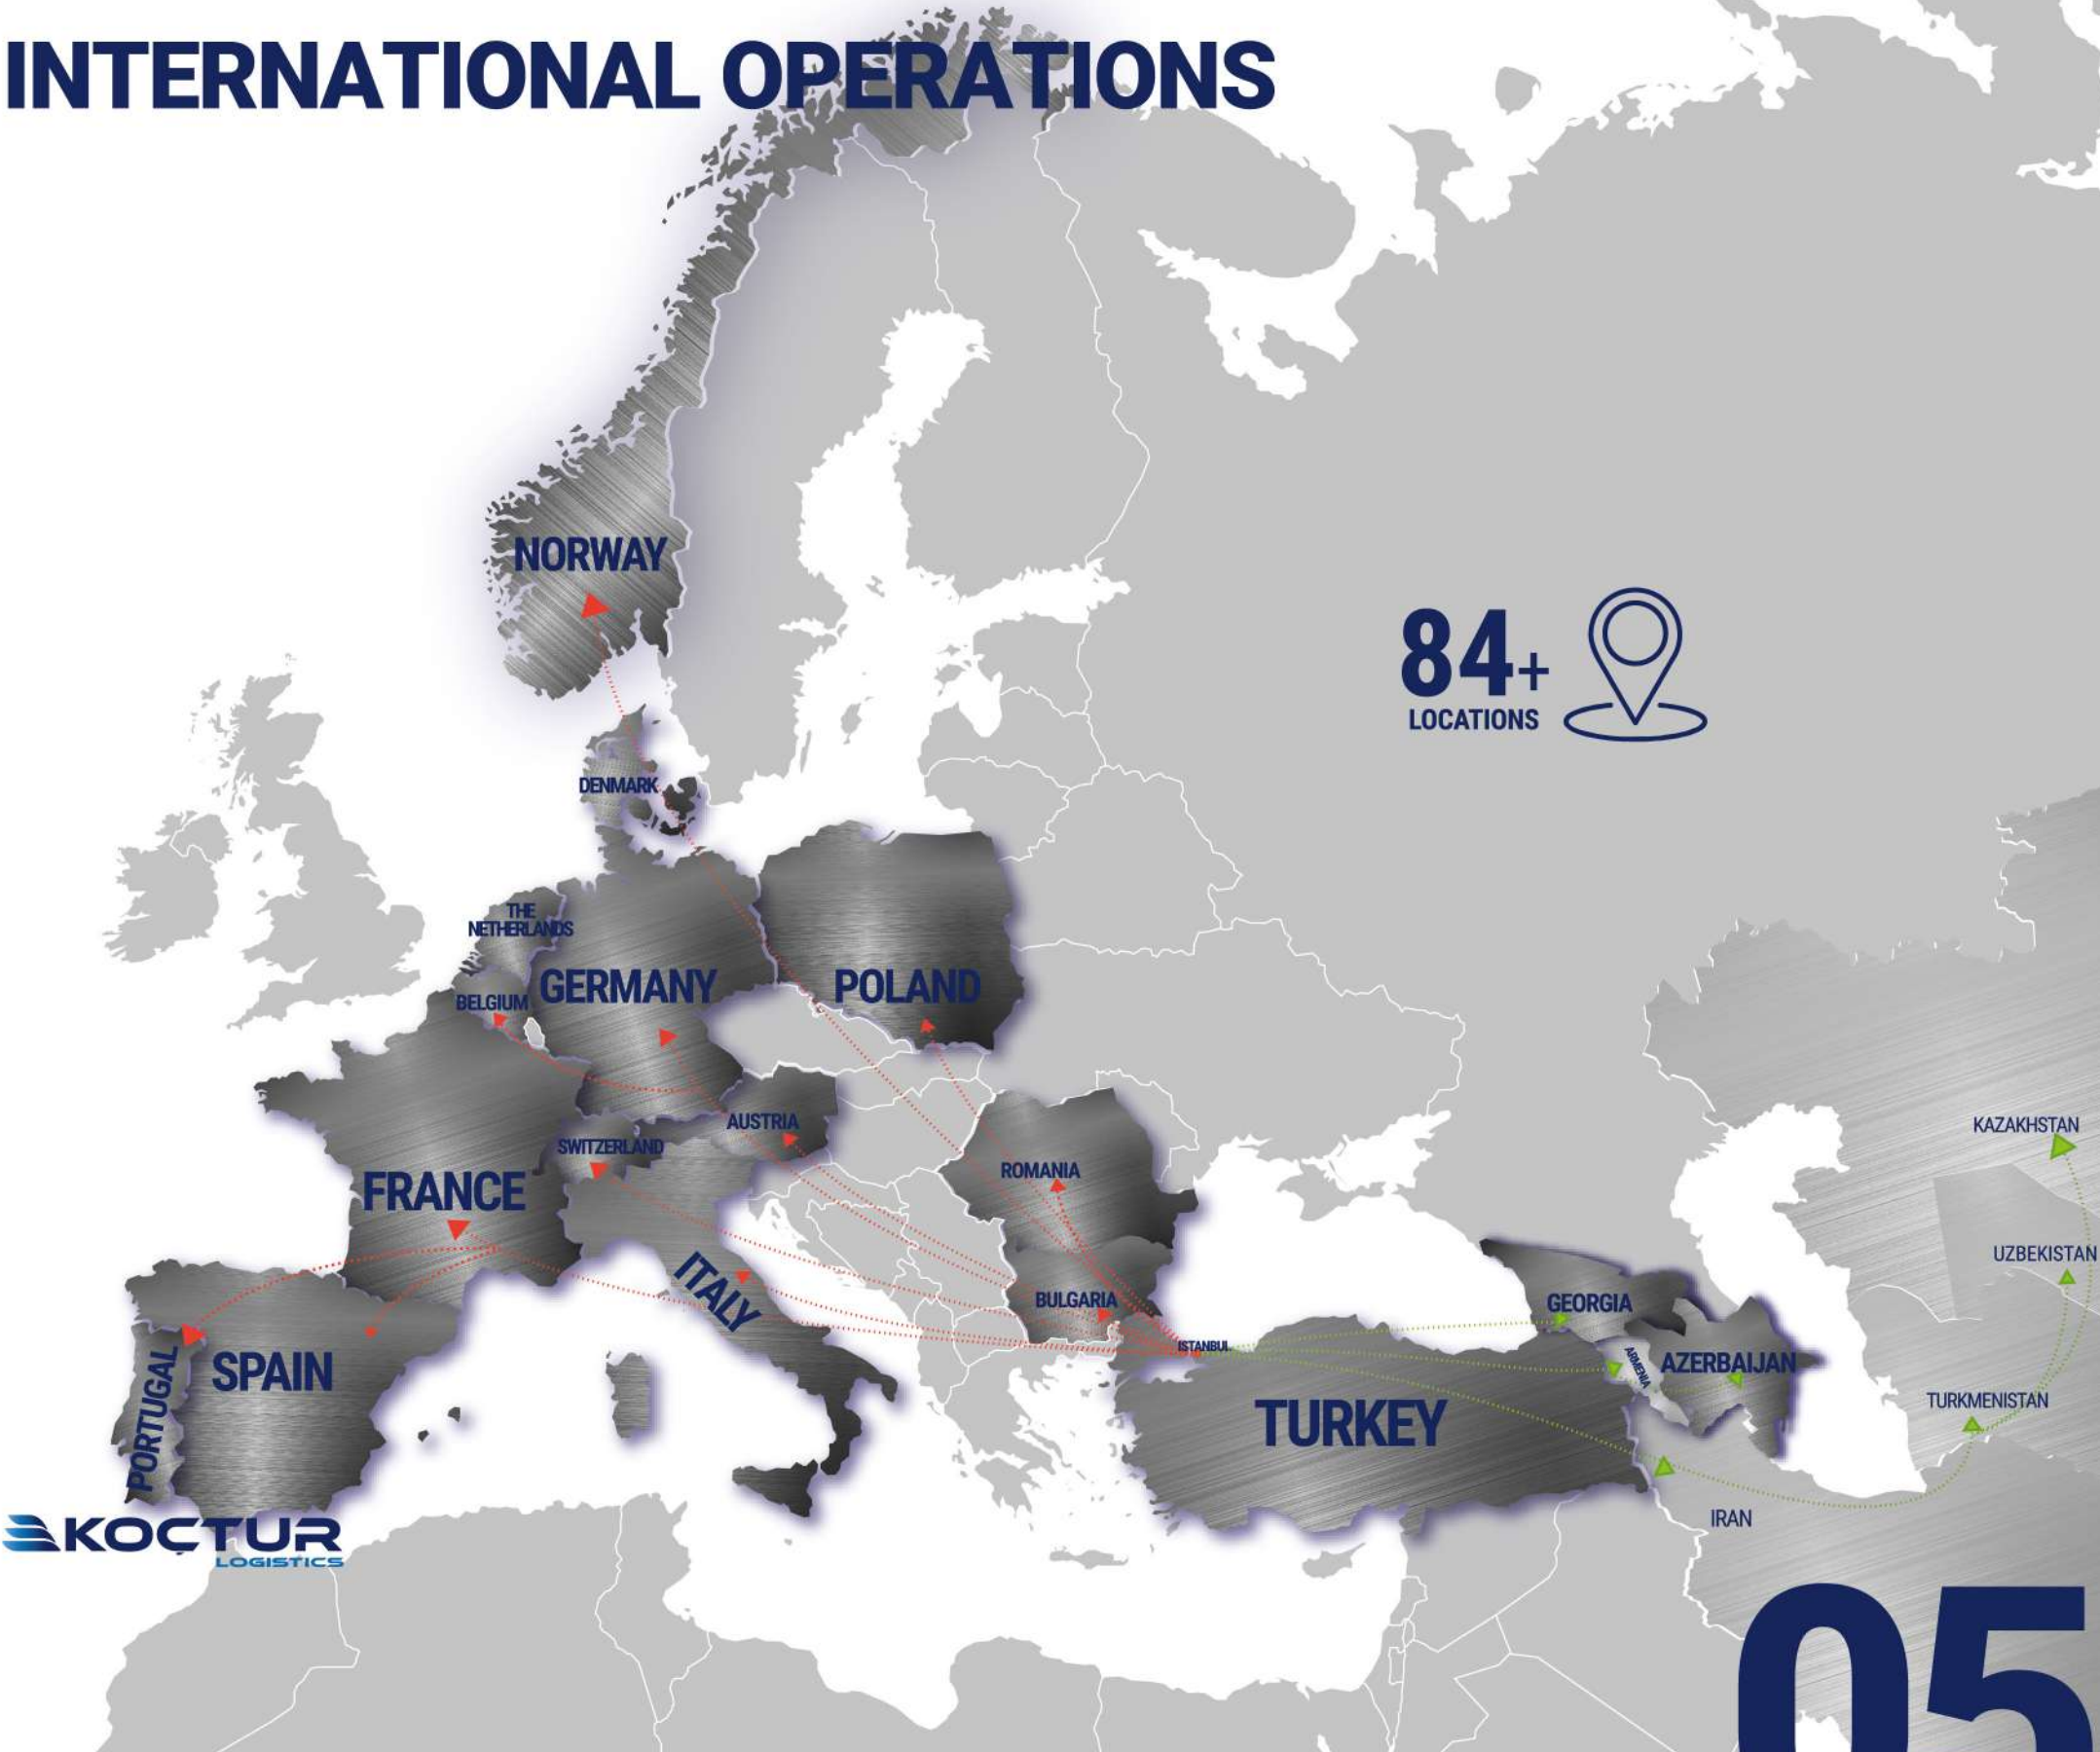 INTERNATIONAL OPERATIONS
NORWAY
84+
LOCATIONS
DENMARK
THE
NETHERLANDS
BELGIUM
GERMANY
POLAND
AUSTRIA
SWITZERLAND
FRANCE
ROMANIA
ITALY
BULGARIA
ISTANBUL
SPAIN
PORTUGAL
TURKEY
GEORGIA
ARMENIA
AZERBAIJAN
KAZAKHSTAN
UZBEKISTAN
TURKMENISTAN
IRAN
KOÇTUR
LOGISTICS
05